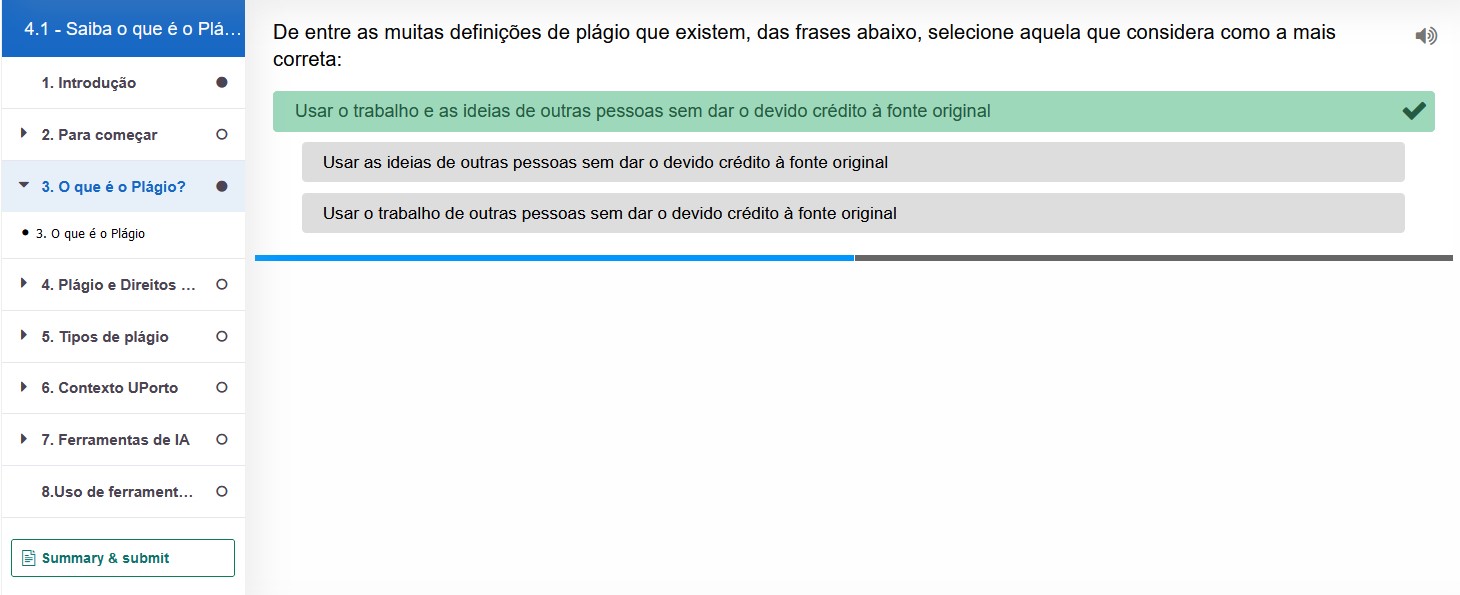 4.1 - Saiba o que é o Plá...
1. Introdução
2. Para começar
3. O que é o Plágio?
3. O que é o Plágio
4. Plágio e Direitos ...
5. Tipos de plágio
6. Contexto UPorto
7. Ferramentas de IA
8.Uso de ferrament...
Summary & submit
De entre as muitas definições de plágio que existem, das frases abaixo, selecione aquela que considera como a mais
correta:
Usar o trabalho e as ideias de outras pessoas sem dar o devido crédito à fonte original
Usar as ideias de outras pessoas sem dar o devido crédito à fonte original
Usar o trabalho de outras pessoas sem dar o devido crédito à fonte original